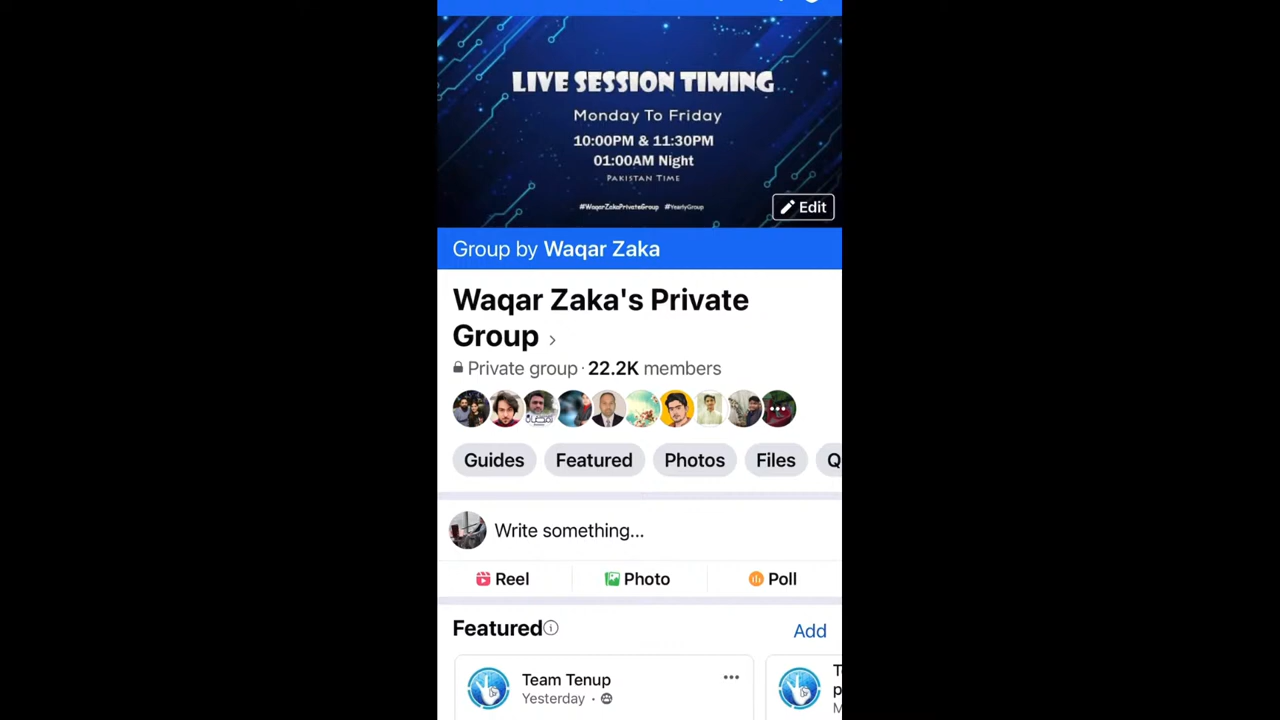 LIVE SESSION TIMING
Monday To Friday
10:00PM & 11:30PM
01:00AM Night
PAKISTAN TIME
#WaqarZakaPrivateGroup #YearlyGroup
Edit
Group by Waqar Zaka
Waqar Zaka's Private
Group
Private group · 22.2K members
Guides Featured Photos Files Q
Write something...
Reel Photo Poll
Featured Add
Team Tenup
Yesterday ·